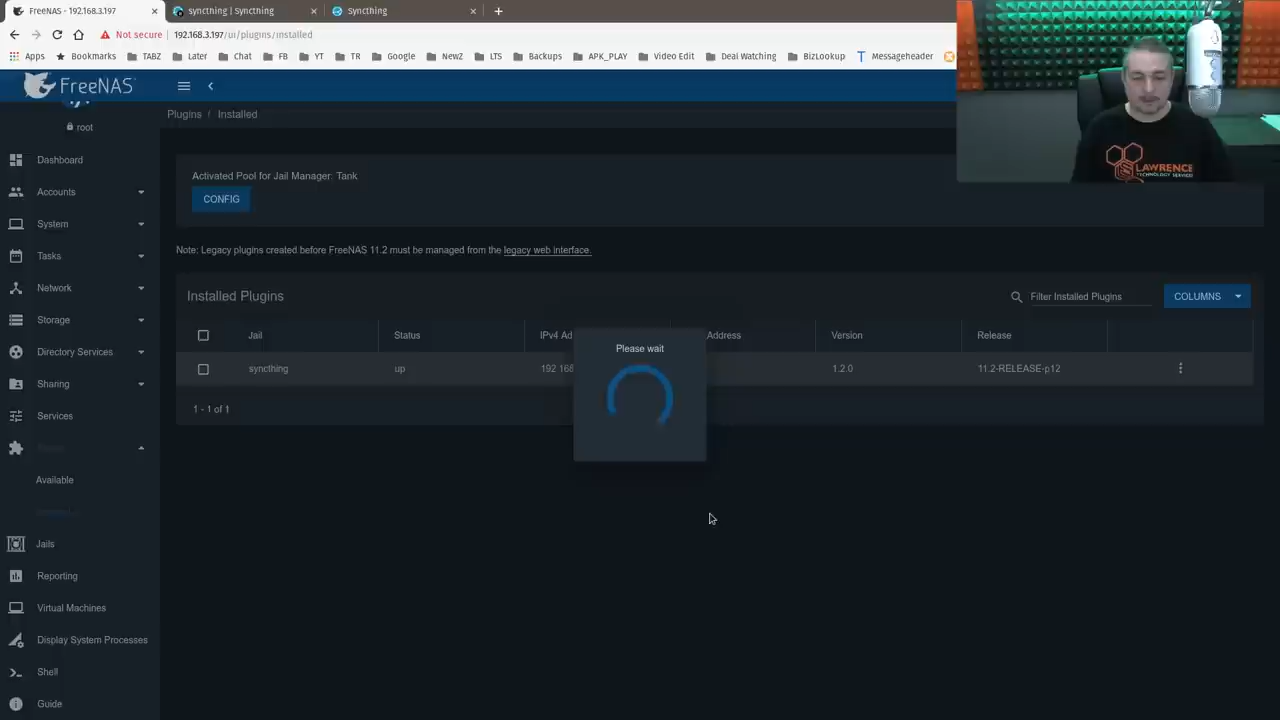 FreeNAS - 192.168.3.197
syncthing | Syncthing
syncthing
Not secure
192.168.3.197/ui/plugins/installed
Apps
Bookmarks
TABZ
Later
Chat
FB
YT
TR
Google
NewZ
LTS
Backups
APK_PLAY
Video Edit
Deal Watching
BizLookup
Messageheader
FreeNAS
root
Dashboard
Accounts
System
Tasks
Network
Storage
Directory Services
Sharing
Services
Available
Jails
Reporting
Virtual Machines
Display System Processes
Shell
Guide
Plugins / Installed
Activated Pool for Jail Manager: Tank
CONFIG
Note: Legacy plugins created before FreeNAS 11.2 must be managed from the legacy web interface.
Installed Plugins
Filter Installed Plugins
COLUMNS
Jail Status IPv4 Ad Address Version Release
syncthing up 192.168 1.2.0 11.2-RELEASE-p12
1 - 1 of 1
Please wait
LAWRENCE
TECHNOLOGY SERVICES